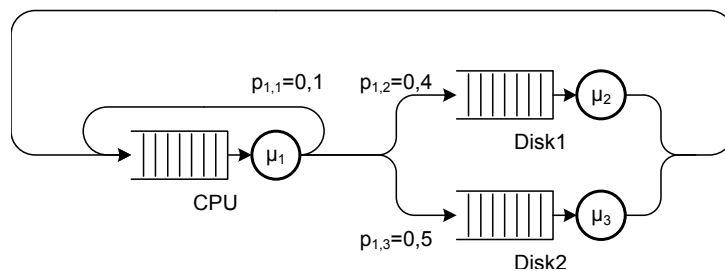 p1,1=0,1
p1,2=0,4
μ2
Disk1
μ1
CPU
μ3
p1,3=0,5
Disk2